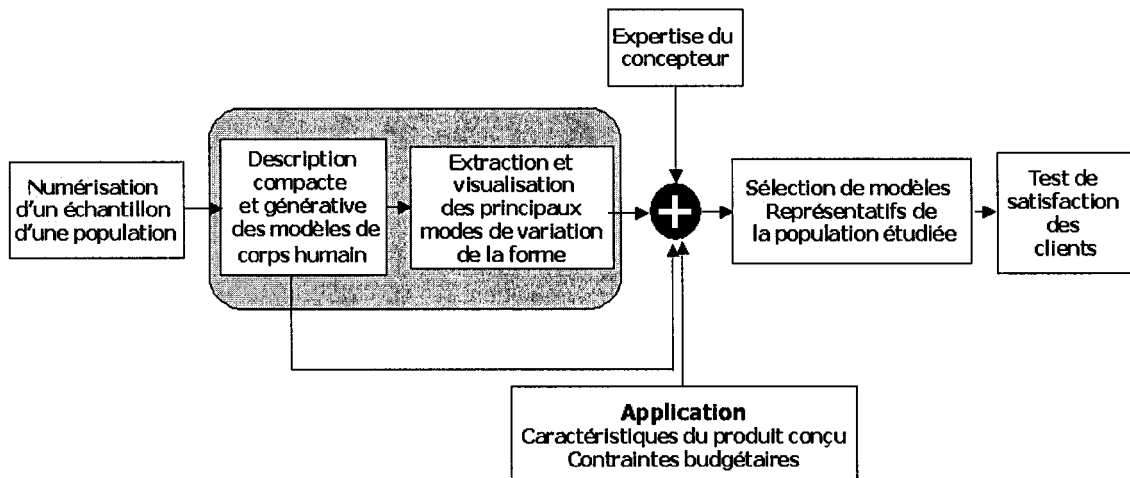 Expertise du
concepteur
Numérisation
d'un échantillon
d'une population
Description
compacte
et générative
des modèles de
corps humain
Extraction et
visualisation
des principaux
modes de variation
de la forme
+
Sélection de modèles
Représentatifs de
la population étudiée
Test de
satisfaction
des
clients
Application
Caractéristiques du produit conçu
Contraintes budgétaires